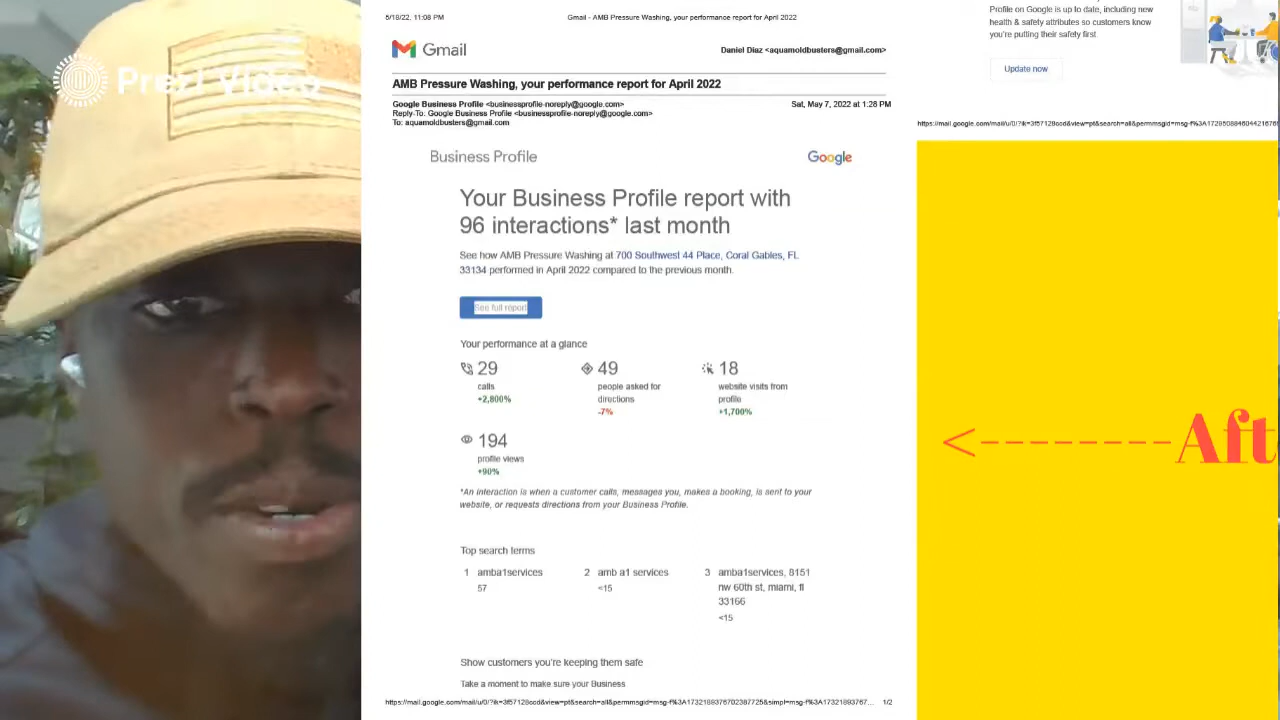 Prezi Video
5/18/22, 11:08 PM
Gmail - AMB Pressure Washing, your performance report for April 2022
Gmail
Daniel Diaz <aquamoldbusters@gmail.com>
AMB Pressure Washing, your performance report for April 2022
Google Business Profile <businessprofile-noreply@google.com>
Sat, May 7, 2022 at 1:28 PM
Reply-To: Google Business Profile <businessprofile-noreply@google.com>
To: aquamoldbusters@gmail.com
Business Profile
Google
Your Business Profile report with
96 interactions* last month
See how AMB Pressure Washing at 700 Southwest 44 Place, Coral Gables, FL
33134 performed in April 2022 compared to the previous month.
See full report
Your performance at a glance
29
calls
+2,800%
49
people asked for
directions
-7%
18
website visits from
profile
+1,700%
194
profile views
+90%
*An interaction is when a customer calls, messages you, makes a booking, is sent to your
website, or requests directions from your Business Profile.
Top search terms
1 amba1services
57
2 amb a1 services
<15
3 amba1services, 8151
nw 60th st, miami, fl
33166
<15
Show customers you're keeping them safe
Take a moment to make sure your Business
1/2
Profile on Google is up to date, including new
health & safety attributes so customers know
you're putting their safety first
Update now
Aft